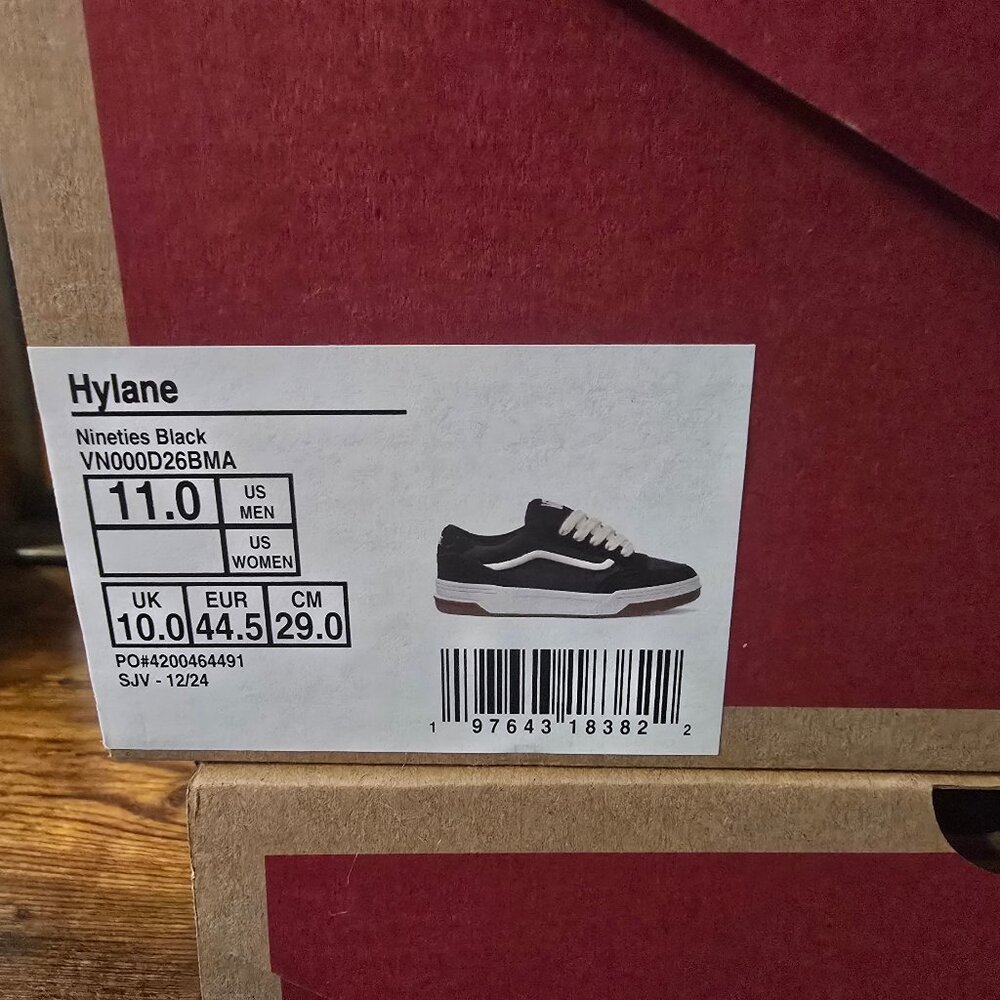 Hylane
Nineties Black
VN000D26BMA
11.0 US MEN
US WOMEN
UK EUR CM
10.0 44.5 29.0
PO#4200464491
SJV - 12/24
1 97643 18382 2